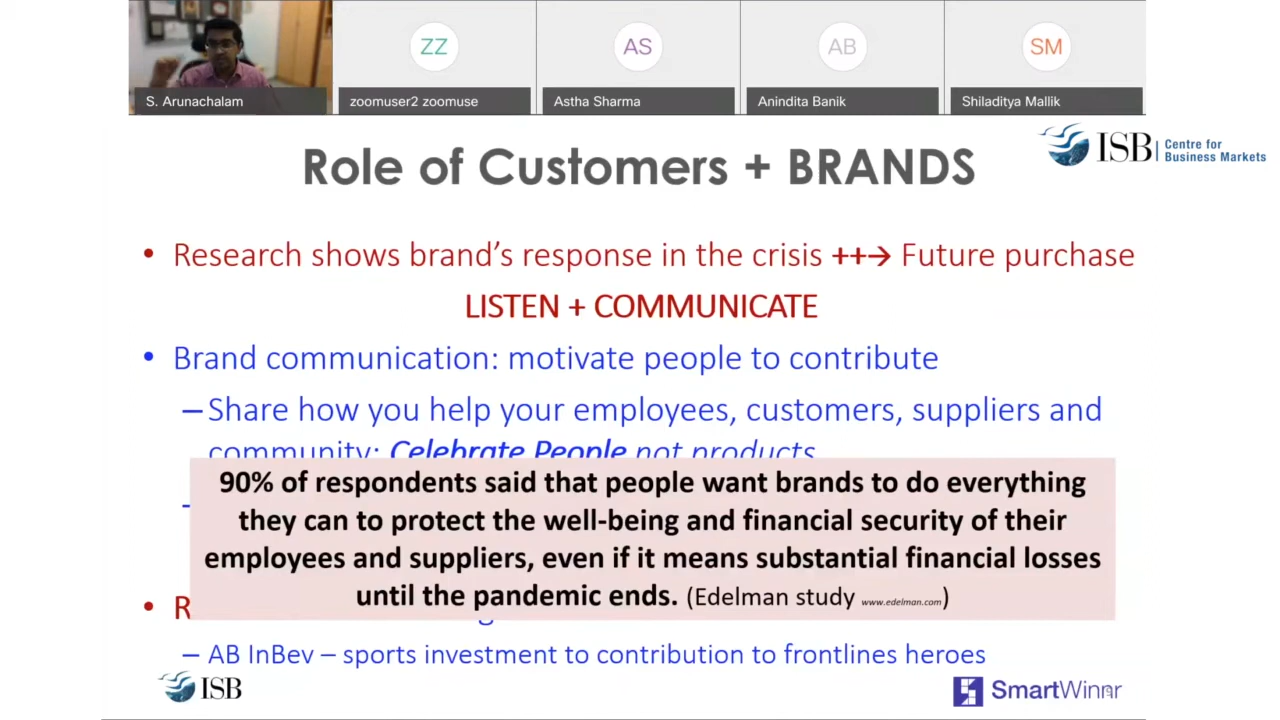 ZZ
AS
AB
SM
S. Arunachalam
zoomuser2 zoomuse
Astha Sharma
Anindita Banik
Shiladitya Mallik
ISB
Centre for
Business Markets
Role of Customers + BRANDS
• Research shows brand's response in the crisis ++→ Future purchase
LISTEN + COMMUNICATE
• Brand communication: motivate people to contribute
– Share how you help your employees, customers, suppliers and
community: Celebrate People not products
90% of respondents said that people want brands to do everything
they can to protect the well-being and financial security of their
employees and suppliers, even if it means substantial financial losses
until the pandemic ends. (Edelman study www.edelman.com)
– AB InBev – sports investment to contribution to frontlines heroes
ISB
SmartWinnr